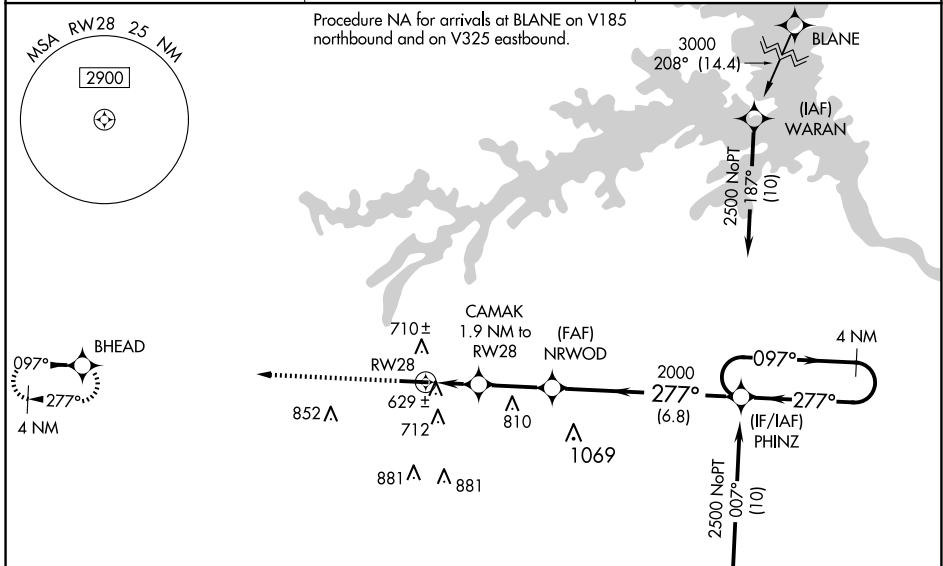 Procedure NA for arrivals at BLANE on V185
northbound and on V325 eastbound.
MSA RW28 25 NM
2900
BLANE
3000
208° (14.4)
(IAF)
WARAN
2500 NoPT
187°
(10)
CAMAK
1.9 NM to
RW28
(FAF)
NRWOD
710 ±
RW28
629 ±
712
852
810
1069
881
881
BHEAD
097°
277°
4 NM
2000
277°
(6.8)
4 NM
097°
277°
(IF/IAF)
PHINZ
2500 NoPT
007°
(10)